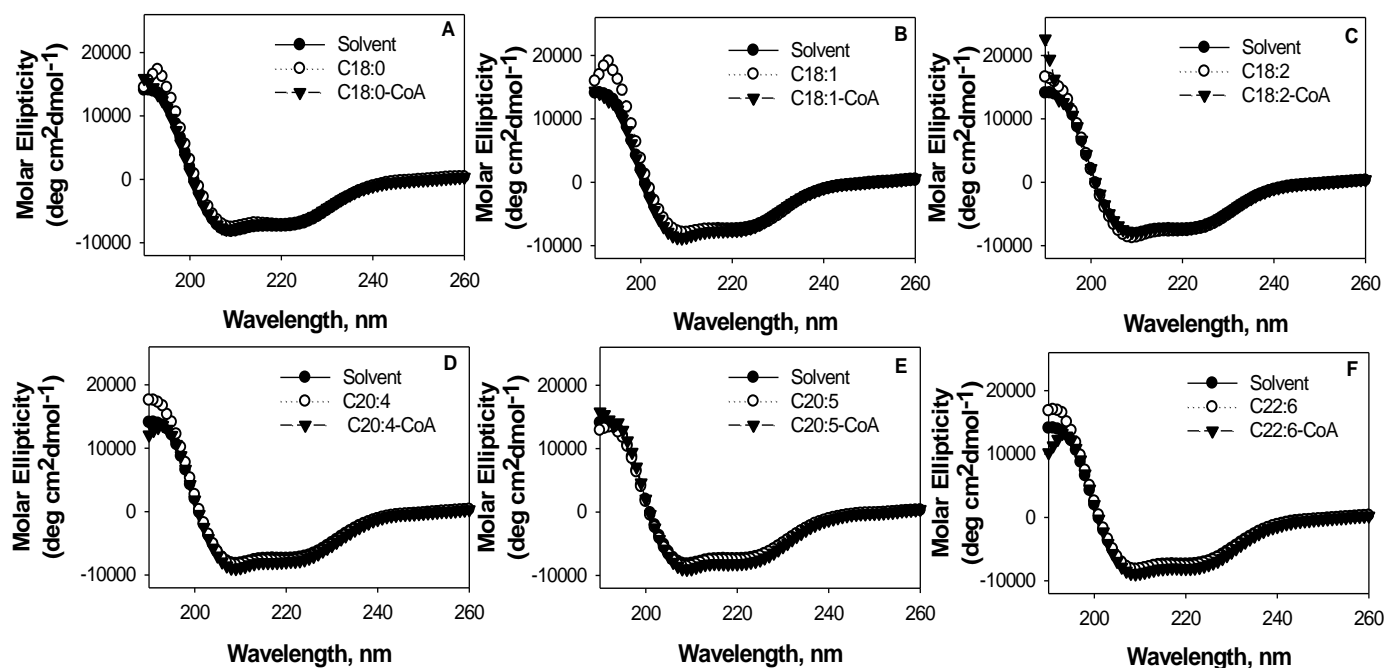 A
Molar Ellipticity
(deg cm2dmol-1)
20000
10000
0
-10000
Solvent
C18:0
C18:0-CoA
200 220 240 260
Wavelength, nm
B
Molar Ellipticity
(deg cm2dmol-1)
20000
10000
0
-10000
Solvent
C18:1
C18:1-CoA
200 220 240 260
Wavelength, nm
C
Molar Ellipticity
(deg cm2dmol-1)
20000
10000
0
-10000
Solvent
C18:2
C18:2-CoA
200 220 240 260
Wavelength, nm
D
Molar Ellipticity
(deg cm2dmol-1)
20000
10000
0
-10000
Solvent
C20:4
C20:4-CoA
200 220 240 260
Wavelength, nm
E
Molar Ellipticity
(deg cm2dmol-1)
20000
10000
0
-10000
Solvent
C20:5
C20:5-CoA
200 220 240 260
Wavelength, nm
F
Molar Ellipticity
(deg cm2dmol-1)
20000
10000
0
-10000
Solvent
C22:6
C22:6-CoA
200 220 240 260
Wavelength, nm